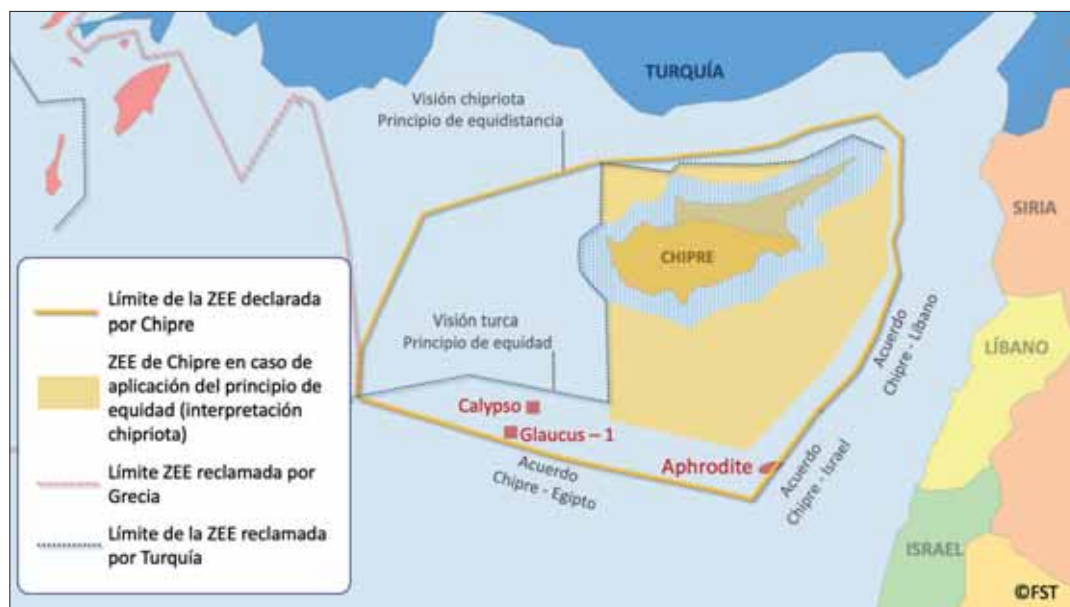 TURQUÍA
Visión chipriota
Principio de equidistancia
SIRIA
CHIPRE
Límite de la ZEE declarada
por Chipre
ZEE de Chipre en caso de
aplicación del principio de
equidad (interpretación
chipriota)
Límite ZEE reclamada por
Grecia
Límite de la ZEE reclamada
por Turquía
Visión turca
Principio de equidad
Acuerdo
Chipre - Líbano
LÍBANO
Calypso
Glaucus – 1
Aphrodite
Acuerdo
Chipre - Egipto
Acuerdo
Chipre - Israel
ISRAEL
©FST